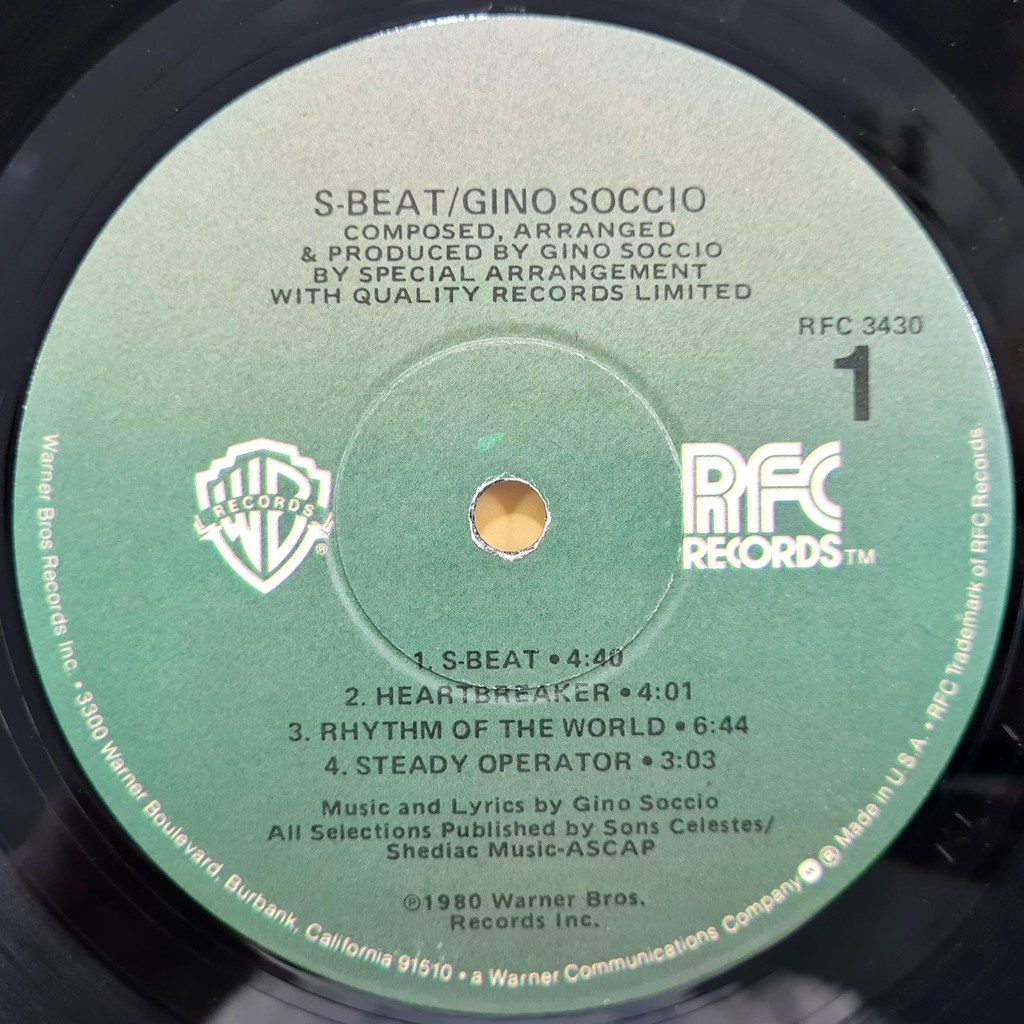 S-BEAT/GINO SOCCIO
COMPOSED, ARRANGED
& PRODUCED BY GINO SOCCIO
BY SPECIAL ARRANGEMENT
WITH QUALITY RECORDS LIMITED
RFC 3430
1
W RECORDS ®
RFC
RECORDS™
1. S-BEAT • 4:40
2. HEARTBREAKER • 4:01
3. RHYTHM OF THE WORLD • 6:44
4. STEADY OPERATOR • 3:03
Music and Lyrics by Gino Soccio
All Selections Published by Sons Celestes/
Shediac Music-ASCAP
℗1980 Warner Bros.
Records Inc.
Warner Bros Records Inc. • 3300 Warner Boulevard, Burbank, California 91510 • a Warner Communications Company ® Made in U.S.A. • RFC Trademark of RFC Records